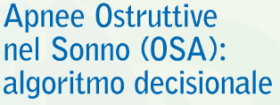 Apnee Ostruttive
nel Sonno (OSA):
algoritmo decisionale